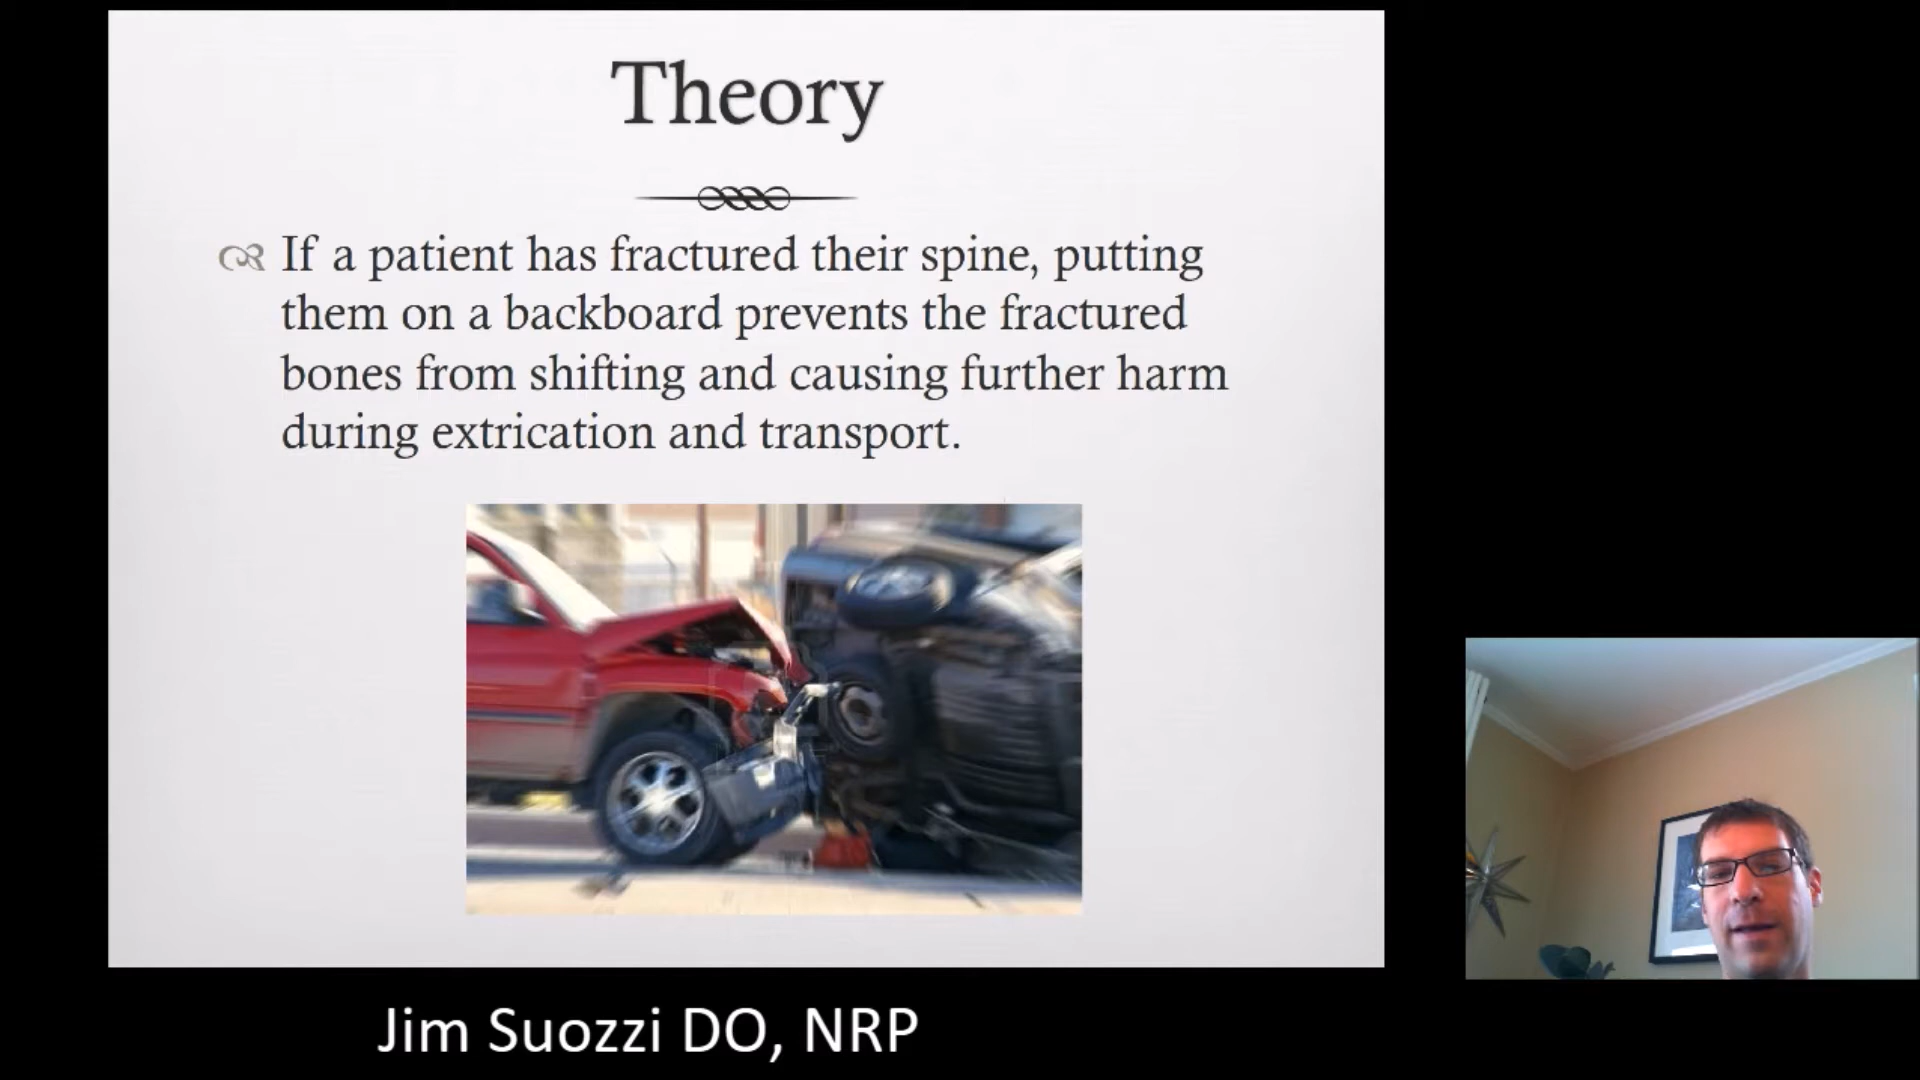 Theory
If a patient has fractured their spine, putting
them on a backboard prevents the fractured
bones from shifting and causing further harm
during extrication and transport.
Jim Suozzi DO, NRP